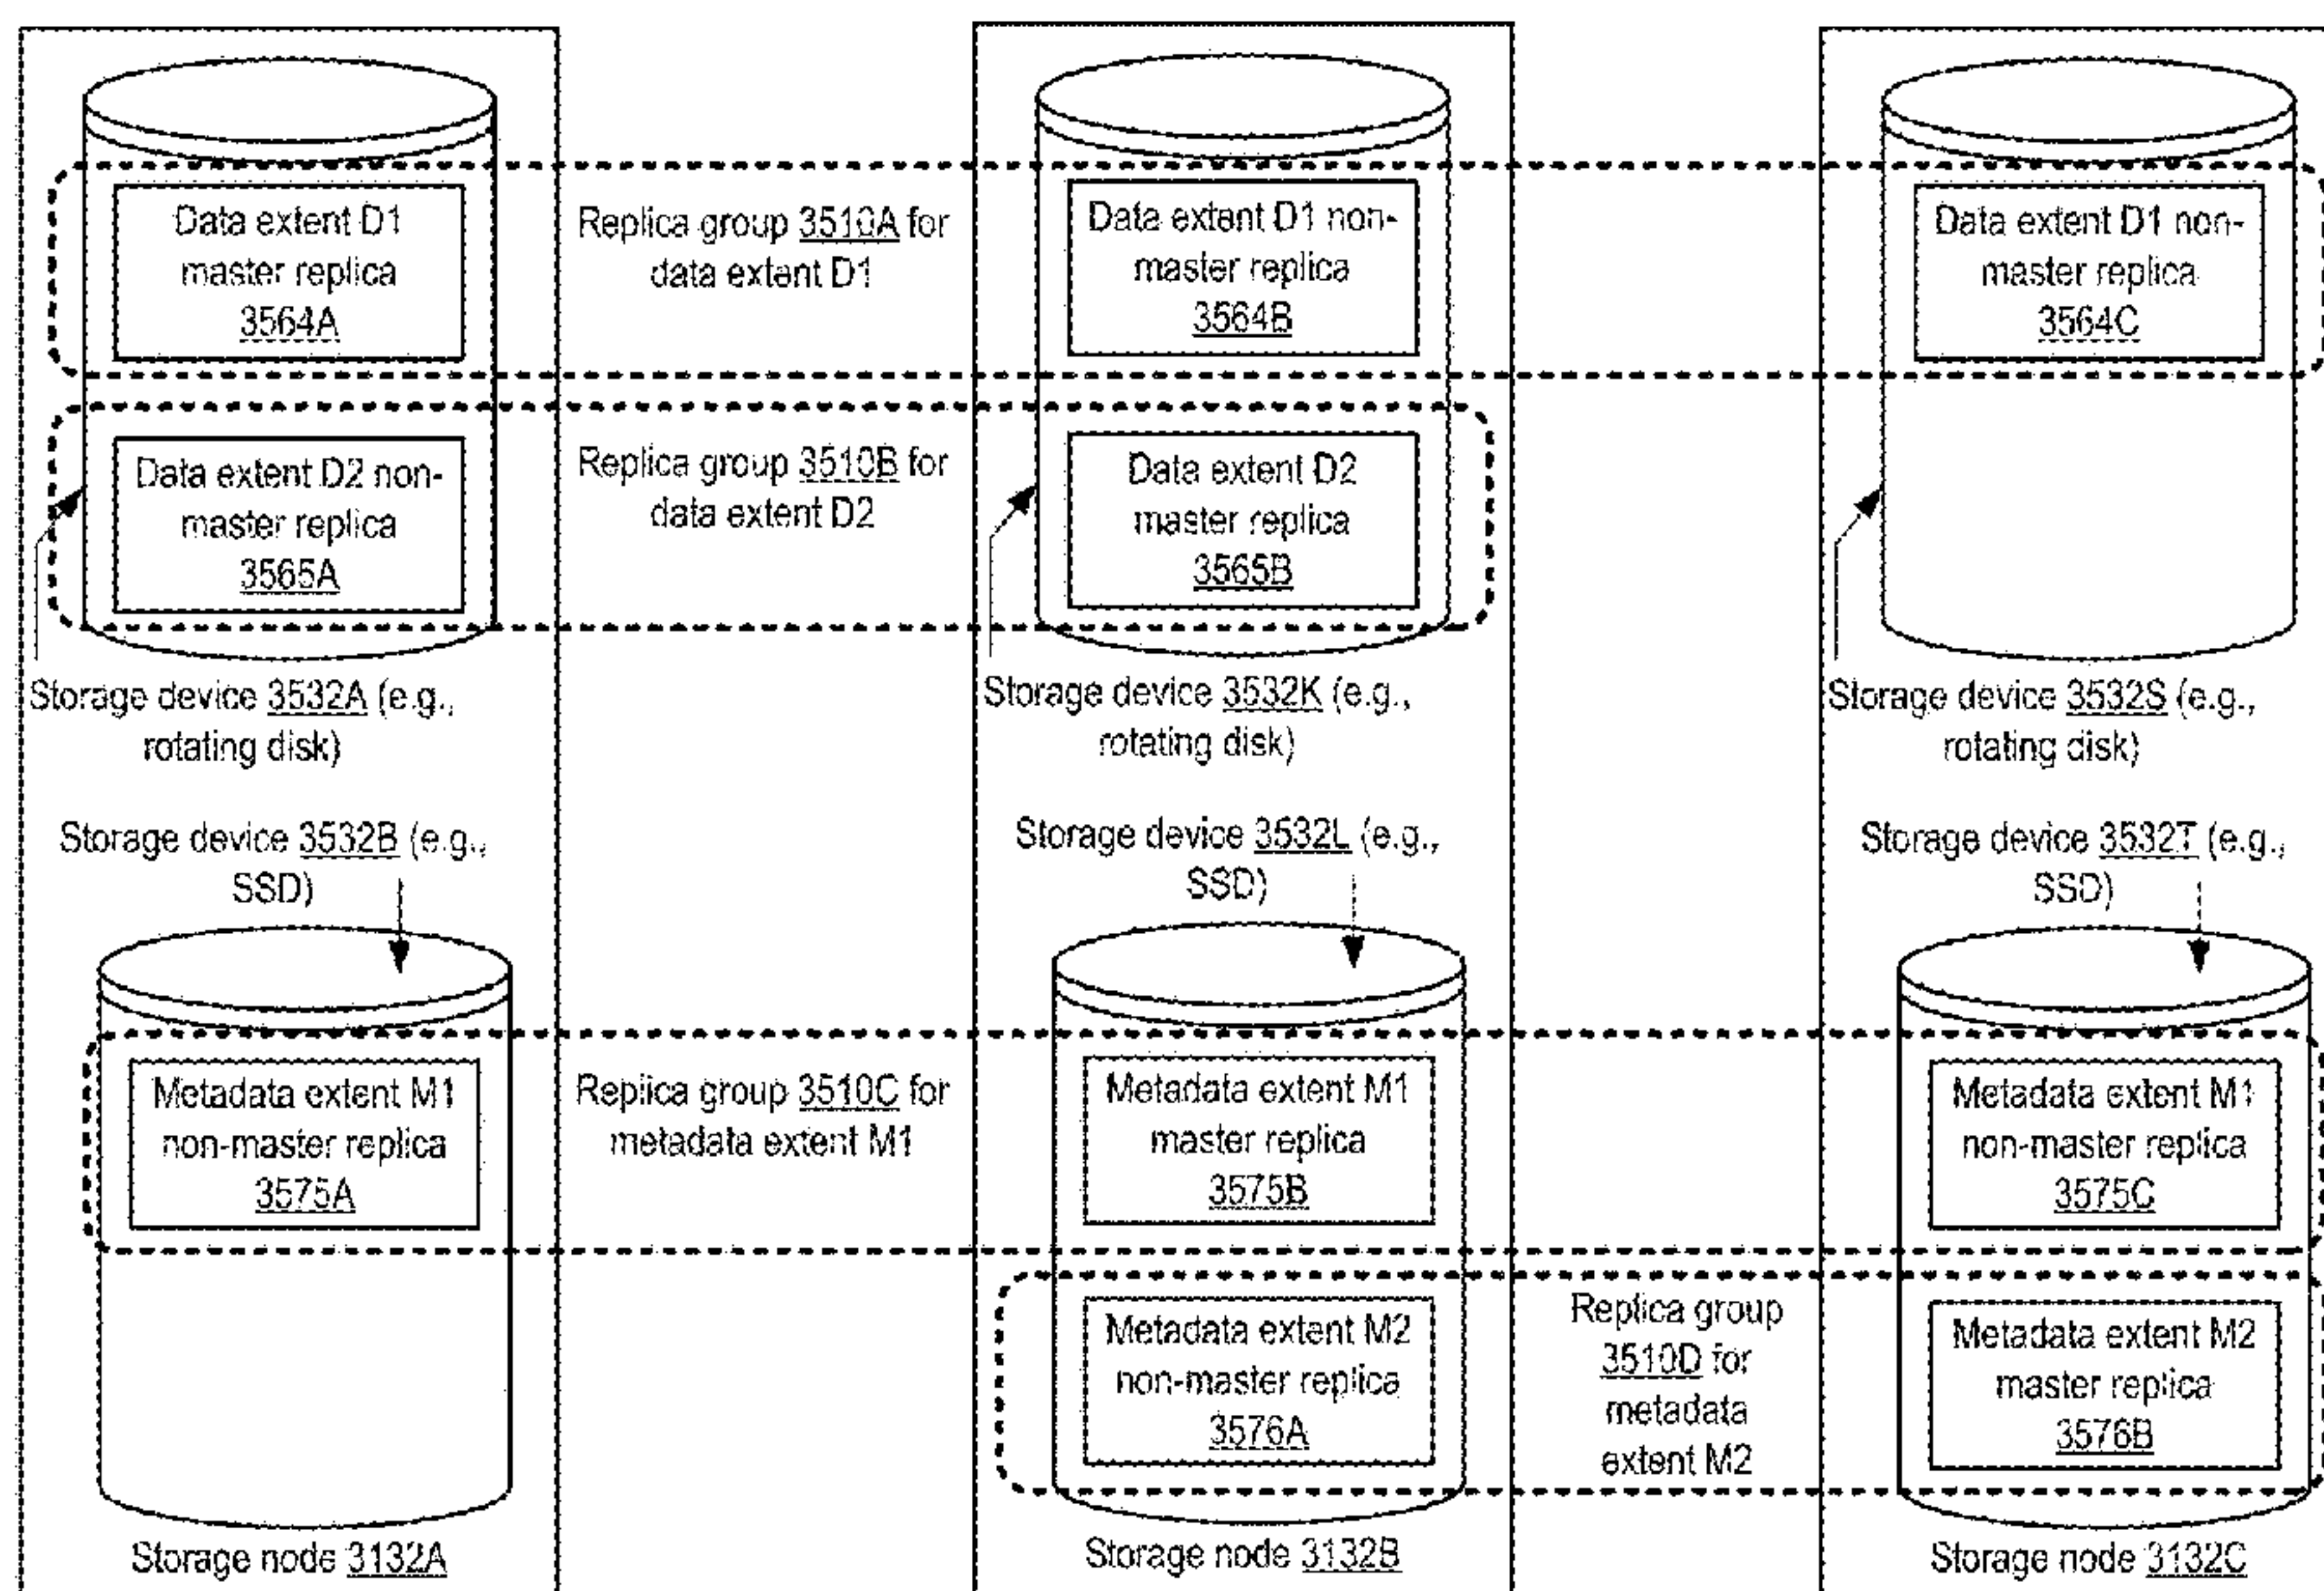 Data extent D1
master replica
3564A
Replica group 3510A for
data extent D1
Data extent D1 non-
master replica
3564B
Data extent D1 non-
master replica
3564C
Data extent D2 non-
master replica
3565A
Replica group 3510B for
data extent D2
Data extent D2
master replica
3565B
Storage device 3532A (e.g.,
rotating disk)
Storage device 3532K (e.g.,
rotating disk)
Storage device 3532S (e.g.,
rotating disk)
Storage device 3532B (e.g.,
SSD)
Storage device 3532L (e.g.,
SSD)
Storage device 3532T (e.g.,
SSD)
Metadata extent M1
non-master replica
3575A
Replica group 3510C for
metadata extent M1
Metadata extent M1
master replica
3575B
Metadata extent M1
non-master replica
3575C
Metadata extent M2
non-master replica
3576A
Replica group
3510D for
metadata
extent M2
Metadata extent M2
master replica
3576B
Storage node 3132A
Storage node 3132B
Storage node 3132C